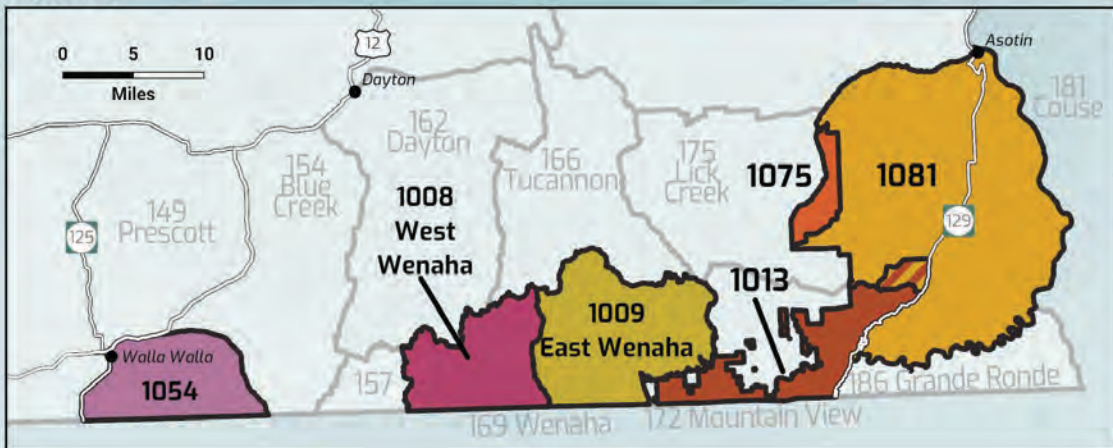 0 5 10
Miles
12
Dayton
Asotin
181
Couse
162
Dayton
154
Blue
Creek
166
Tucannon
175
Lick
Creek
1075
1081
149
Prescott
125
1008
West
Wenaha
129
1013
1009
East Wenaha
Walla Walla
1054
157
186 Grande Ronde
169 Wenaha
172 Mountain View